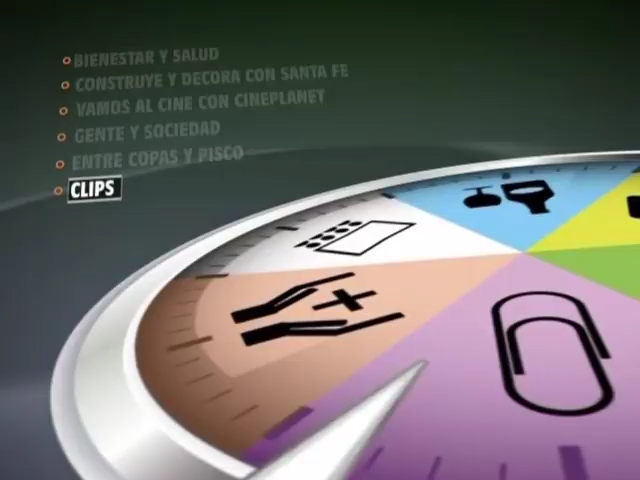 BIENESTAR Y SALUD
CONSTRUYE Y DECORA CON SANTA FE
VAMOS AL CINE CON CINEPLANET
GENTE Y SOCIEDAD
ENTRE COPAS Y PISCO
CLIPS